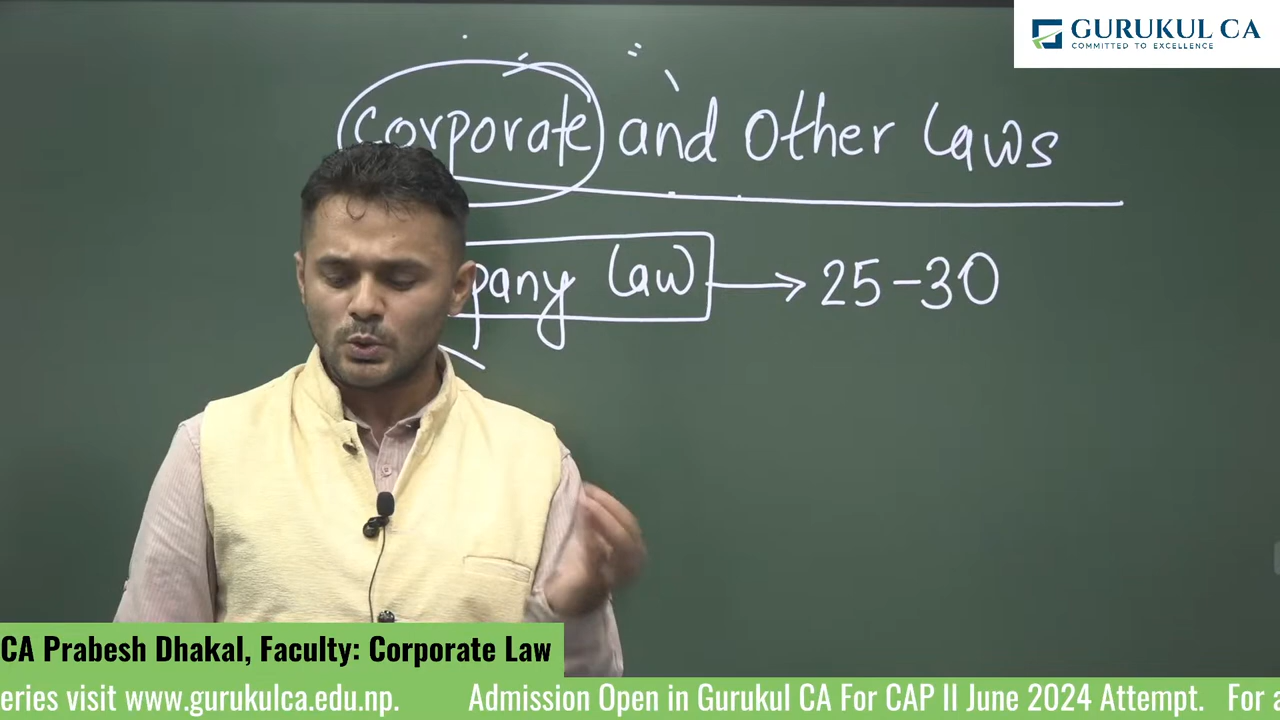 GURUKUL CA
COMMITTED TO EXCELLENCE
Corporate and Other Laws
pany Law → 25-30
CA Prabesh Dhakal, Faculty: Corporate Law
eries visit www.gurukulca.edu.np. Admission Open in Gurukul CA For CAP II June 2024 Attempt. For a